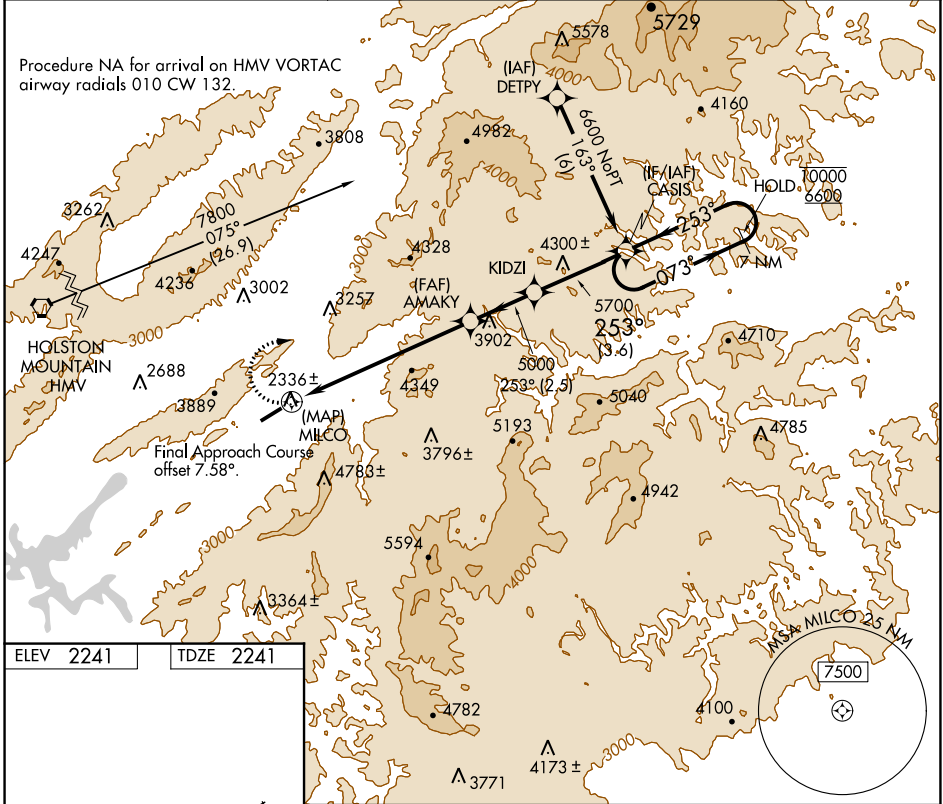 5729
5578
Procedure NA for arrival on HMV VORTAC
airway radials 010 CW 132.
(IAF)
DETPY
4000
4160
6600 NoPT
163°
(6)
3808
4982
4000
(IF/IAF)
CASIS
HOLD
10000
6600
253°
073°
7 NM
3262
7800
075°
(26.9)
4247
4236
3002
3000
HOLSTON
MOUNTAIN
HMV
4328
4300±
KIDZI
(FAF)
AMAKY
3257
3000
3902
5700
253°
(3.6)
5000
253° (2.5)
4710
2688
3889
2336±
(MAP)
MILCO
4349
5040
Final Approach Course
offset 7.58°.
3796±
5193
4785
4783±
4942
3000
5594
4000
3364±
MSA MILCO 25 NM
7500
ELEV 2241
TDZE 2241
4782
4100
3000
4173±
3771